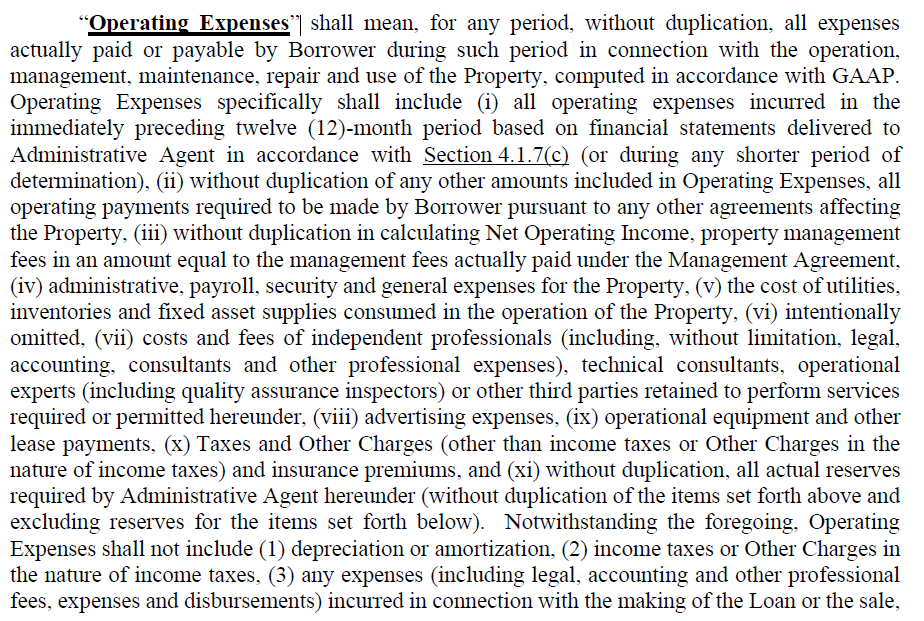 “Operating Expenses” shall mean, for any period, without duplication, all expenses
actually paid or payable by Borrower during such period in connection with the operation,
management, maintenance, repair and use of the Property, computed in accordance with GAAP.
Operating Expenses specifically shall include (i) all operating expenses incurred in the
immediately preceding twelve (12)-month period based on financial statements delivered to
Administrative Agent in accordance with Section 4.1.7(c) (or during any shorter period of
determination), (ii) without duplication of any other amounts included in Operating Expenses, all
operating payments required to be made by Borrower pursuant to any other agreements affecting
the Property, (iii) without duplication in calculating Net Operating Income, property management
fees in an amount equal to the management fees actually paid under the Management Agreement,
(iv) administrative, payroll, security and general expenses for the Property, (v) the cost of utilities,
inventories and fixed asset supplies consumed in the operation of the Property, (vi) intentionally
omitted, (vii) costs and fees of independent professionals (including, without limitation, legal,
accounting, consultants and other professional expenses), technical consultants, operational
experts (including quality assurance inspectors) or other third parties retained to perform services
required or permitted hereunder, (viii) advertising expenses, (ix) operational equipment and other
lease payments, (x) Taxes and Other Charges (other than income taxes or Other Charges in the
nature of income taxes) and insurance premiums, and (xi) without duplication, all actual reserves
required by Administrative Agent hereunder (without duplication of the items set forth above and
excluding reserves for the items set forth below). Notwithstanding the foregoing, Operating
Expenses shall not include (1) depreciation or amortization, (2) income taxes or Other Charges in
the nature of income taxes, (3) any expenses (including legal, accounting and other professional
fees, expenses and disbursements) incurred in connection with the making of the Loan or the sale,